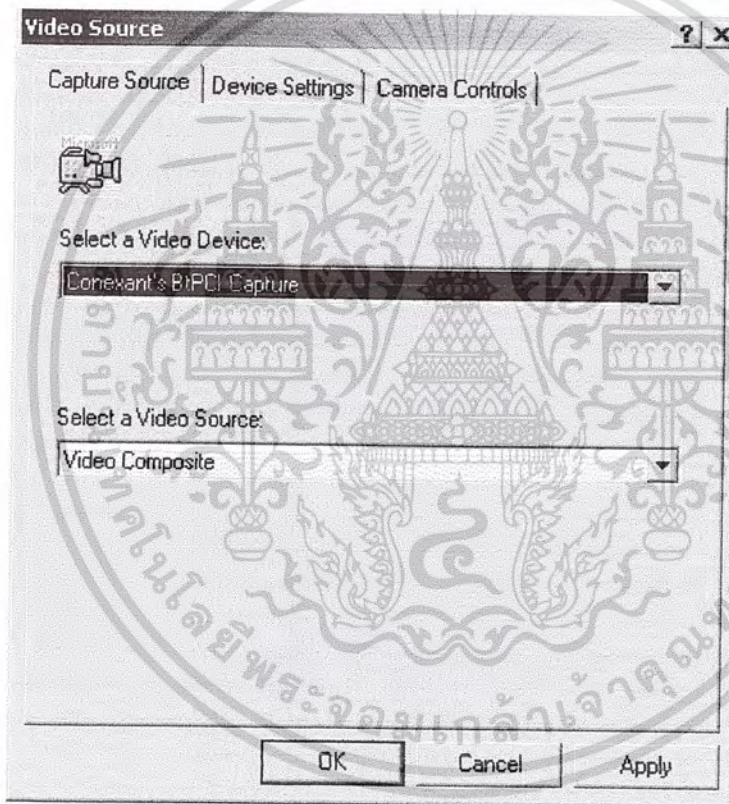 Video Source
Capture Source
Device Settings
Camera Controls
Microsoft
Select a Video Device:
Conexant's BtPCI Capture
Select a Video Source:
Video Composite
OK
Cancel
Apply